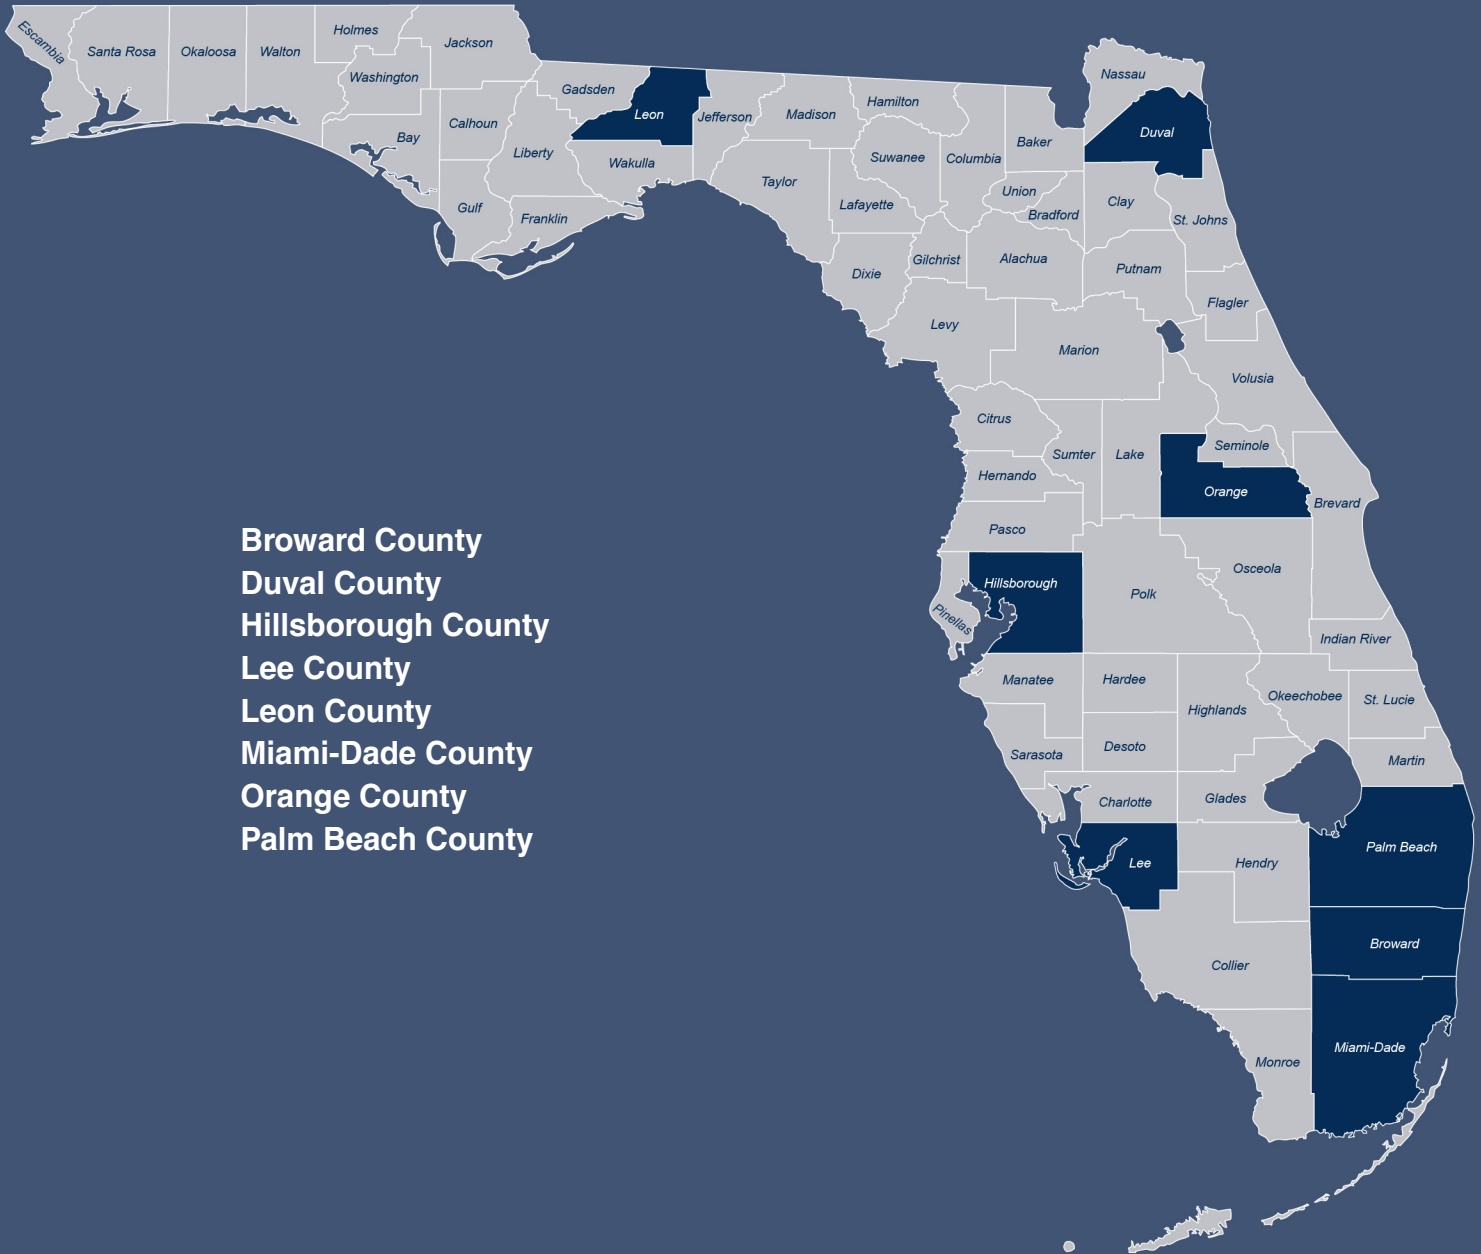 Escambia
Santa Rosa
Okaloosa
Walton
Holmes
Washington
Jackson
Bay
Calhoun
Gulf
Liberty
Gadsden
Franklin
Leon
Wakulla
Jefferson
Madison
Taylor
Hamilton
Suwanee
Lafayette
Columbia
Dixie
Gilchrist
Baker
Union
Bradford
Alachua
Nassau
Duval
Clay
St. Johns
Putnam
Flagler
Levy
Marion
Volusia
Citrus
Sumter
Lake
Seminole
Hernando
Orange
Brevard
Pasco
Broward County
Duval County
Hillsborough County
Lee County
Leon County
Miami-Dade County
Orange County
Palm Beach County
Hillsborough
Pinellas
Polk
Osceola
Indian River
Manatee
Hardee
Highlands
Okeechobee
St. Lucie
Sarasota
Desoto
Martin
Charlotte
Glades
Lee
Hendry
Palm Beach
Broward
Collier
Miami-Dade
Monroe